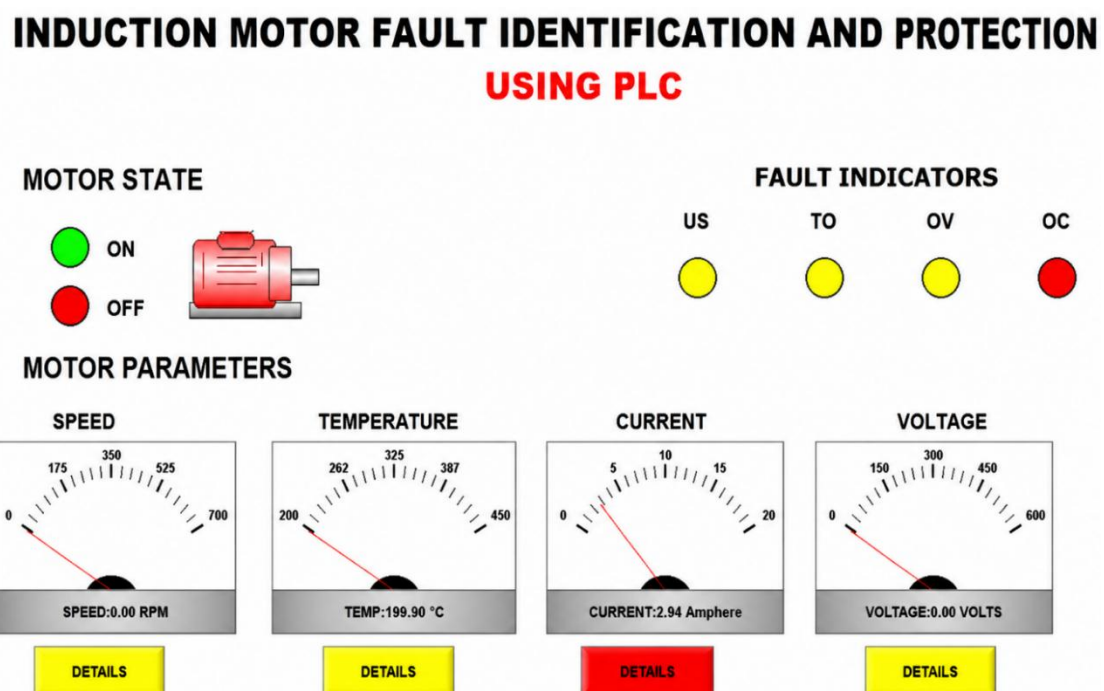 INDUCTION MOTOR FAULT IDENTIFICATION AND PROTECTION
USING PLC
MOTOR STATE
FAULT INDICATORS
US TO OV OC
ON
OFF
MOTOR PARAMETERS
SPEED TEMPERATURE CURRENT VOLTAGE
0 175 350 525 700
200 262 325 387 450
0 5 10 15 20
0 150 300 450 600
SPEED:0.00 RPM TEMP:199.90 °C CURRENT:2.94 Amphere VOLTAGE:0.00 VOLTS
DETAILS DETAILS DETAILS DETAILS